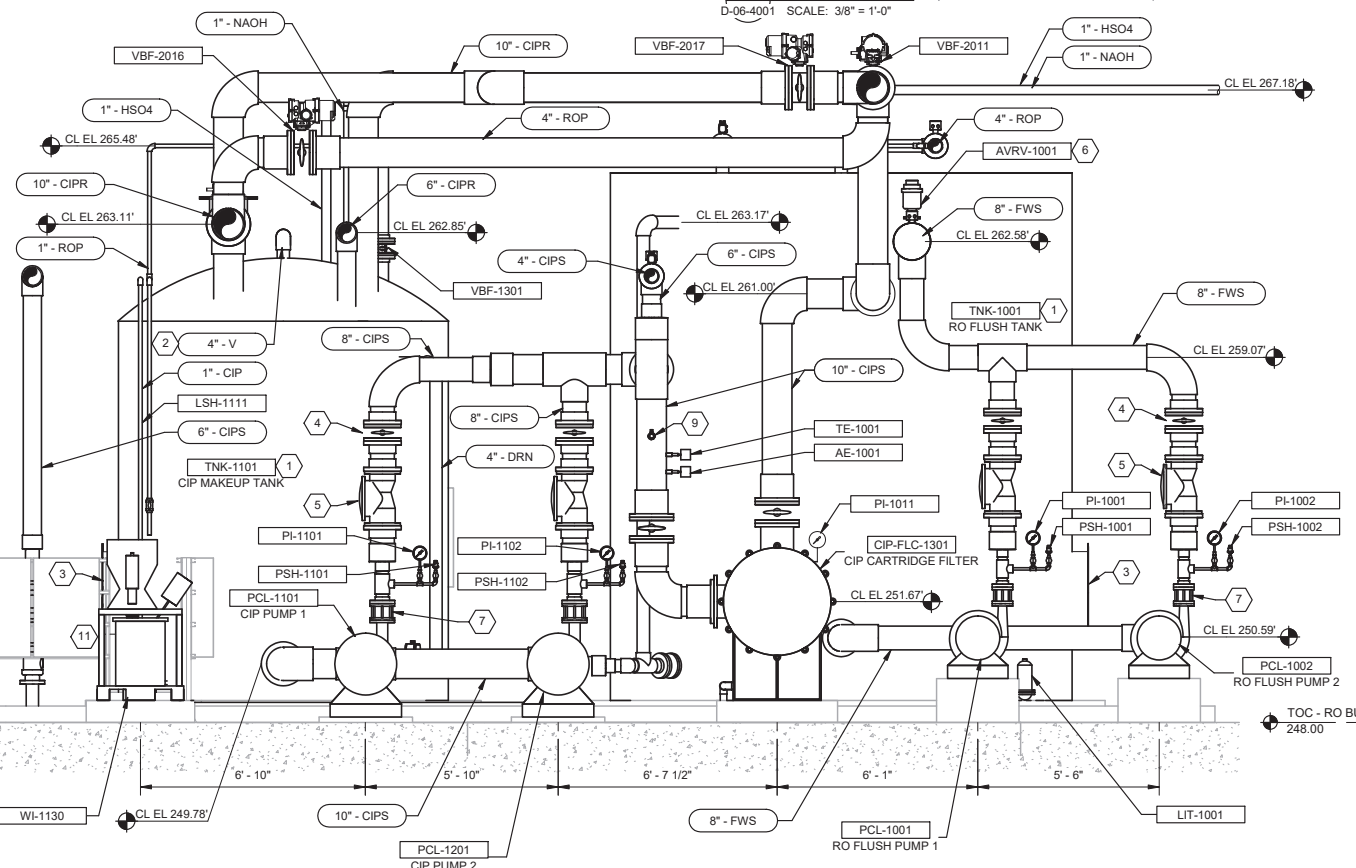 D-06-4001 SCALE: 3/8" = 1'-0"
1" - NAOH
VBF-2016
10" - CIPR
VBF-2017
VBF-2011
1" - HSO4
1" - NAOH
1" - HSO4
CL EL 267.18'
CL EL 265.48'
4" - ROP
4" - ROP
AVRV-1001
6
10" - CIPR
6" - CIPR
CL EL 263.11'
CL EL 262.85'
CL EL 263.17'
8" - FWS
CL EL 262.58'
1" - ROP
4" - CIPS
6" - CIPS
VBF-1301
CL EL 261.00'
8" - FWS
TNK-1001
1
RO FLUSH TANK
2
4" - V
8" - CIPS
CL EL 259.07'
1" - CIP
10" - CIPS
LSH-1111
8" - CIPS
4
4
6" - CIPS
9
TE-1001
4" - DRN
AE-1001
TNK-1101
1
CIP MAKEUP TANK
5
5
PI-1011
PI-1001
PI-1002
PI-1101
PI-1102
PSH-1001
PSH-1002
CIP-FLC-1301
CIP CARTRIDGE FILTER
3
PSH-1101
PSH-1102
3
PCL-1101
CIP PUMP 1
CL EL 251.67'
7
7
11
CL EL 250.59'
PCL-1002
RO FLUSH PUMP 2
TOC - RO BU
248.00
6' - 10"
5' - 10"
6' - 7 1/2"
6' - 1"
5' - 6"
WI-1130
CL EL 249.78'
10" - CIPS
8" - FWS
PCL-1001
RO FLUSH PUMP 1
LIT-1001
PCL-1201
CIP PUMP 2